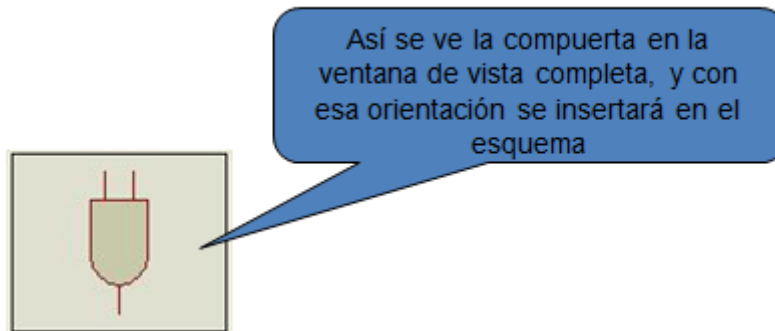 Así se ve la compuerta en la
ventana de vista completa, y con
esa orientación se insertará en el
esquema